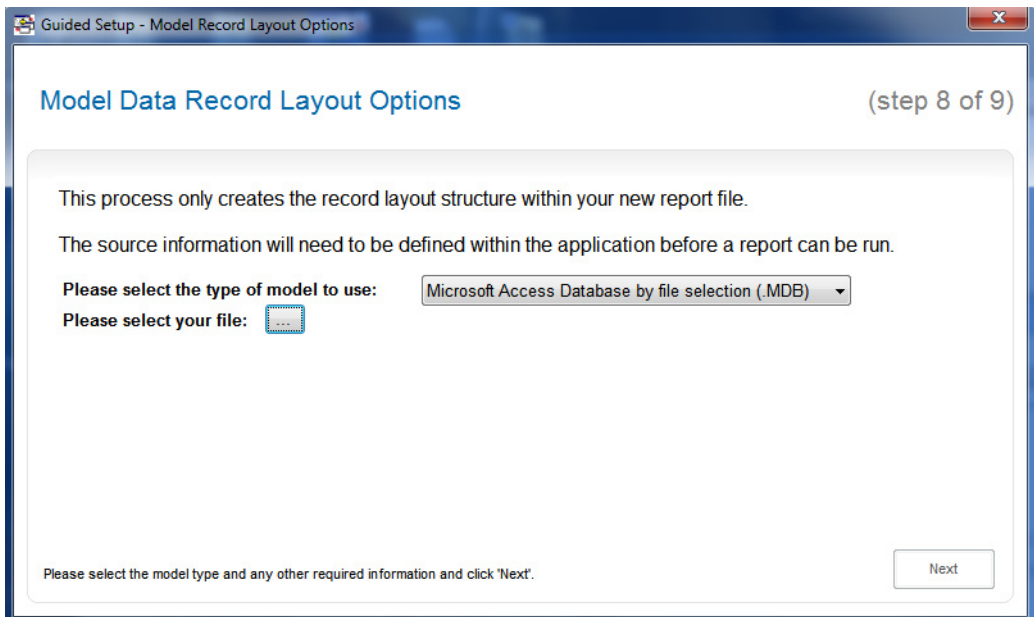 Guided Setup - Model Record Layout Options
Model Data Record Layout Options (step 8 of 9)
This process only creates the record layout structure within your new report file.
The source information will need to be defined within the application before a report can be run.
Please select the type of model to use: Microsoft Access Database by file selection (.MDB)
Please select your file: ...
Please select the model type and any other required information and click 'Next'. Next